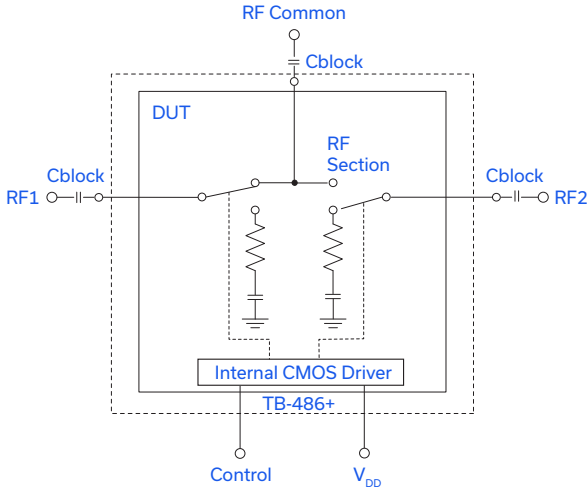 RF Common
Cblock
DUT
RF
Section
Cblock
Cblock
RF1
RF2
Internal CMOS Driver
TB-486+
Control
VDD